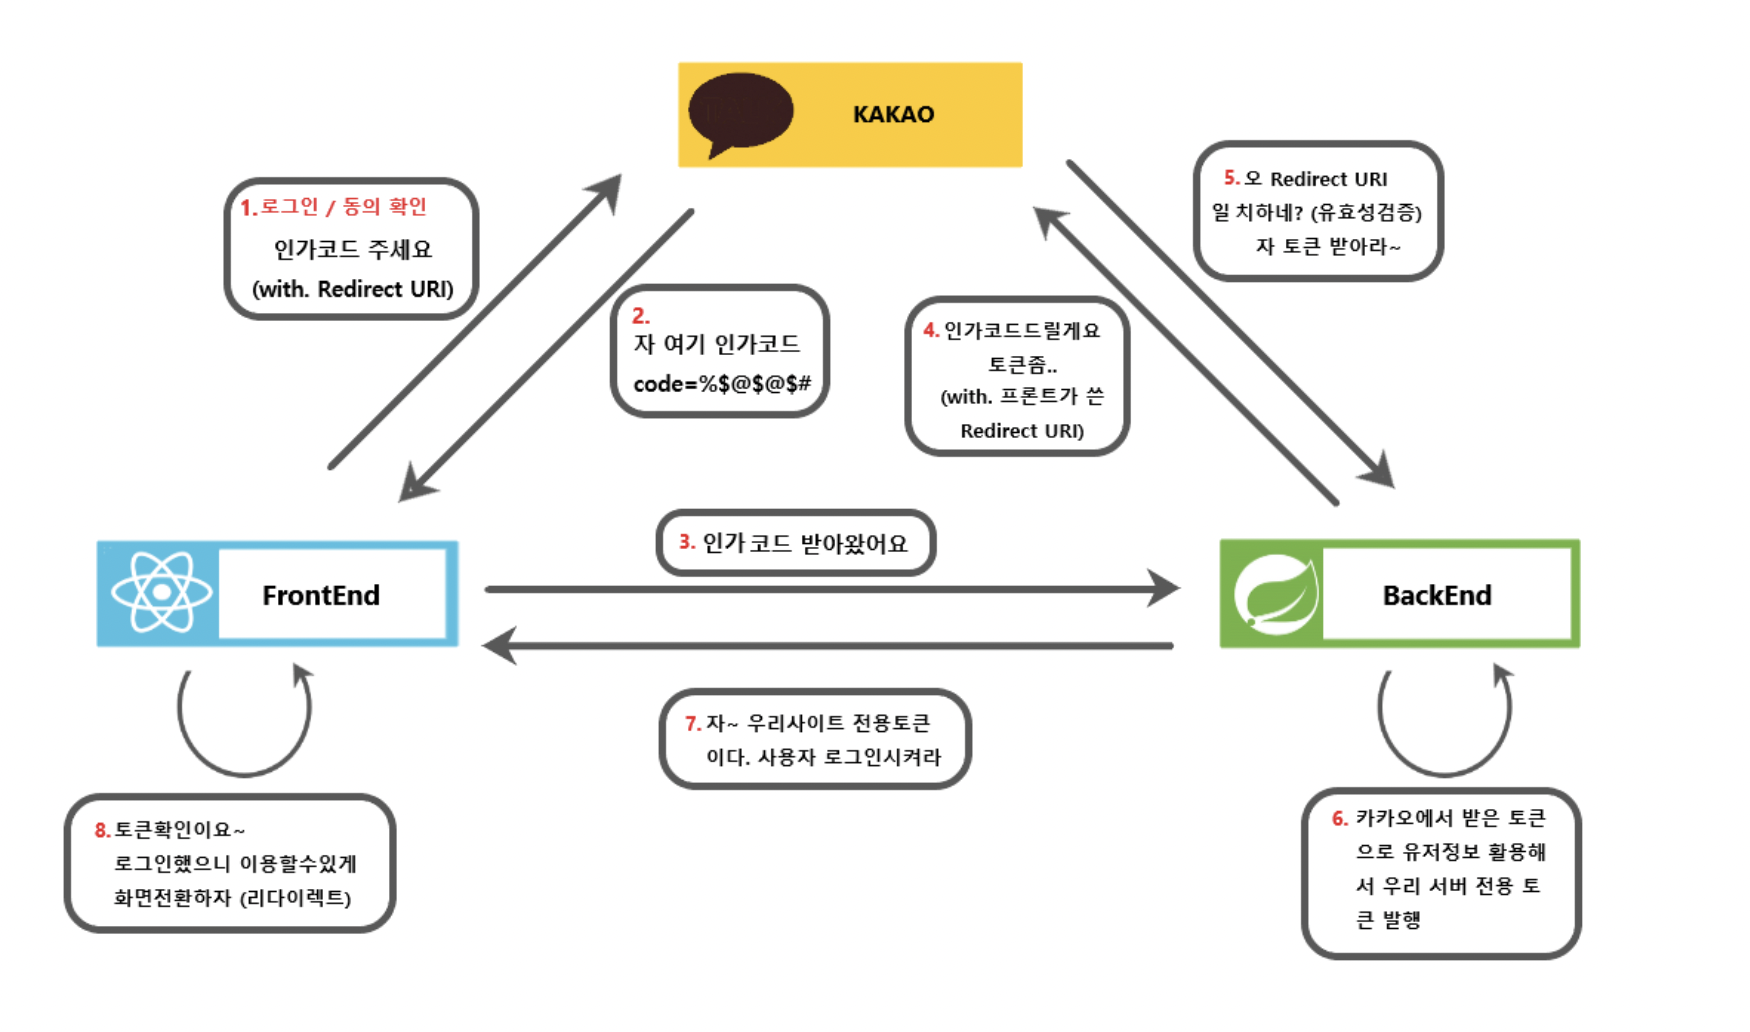 KAKAO
1.로그인 / 동의 확인
인가코드 주세요
(with. Redirect URI)
2.
자 여기 인가코드
code=%$@$@$#
4.인가코드드릴게요
토큰좀..
(with. 프론트가 쓴
Redirect URI)
5.오 Redirect URI
일 치하네? (유효성검증)
자 토큰 받아라~
3. 인가 코드 받아왔어요
FrontEnd
BackEnd
7. 자~ 우리사이트 전용토큰
이다. 사용자 로그인시켜라
8.토큰확인이요~
로그인했으니 이용할수있게
화면전환하자 (리다이렉트)
6. 카카오에서 받은 토큰
으로 유저정보 활용해
서 우리 서버 전용 토
큰 발행